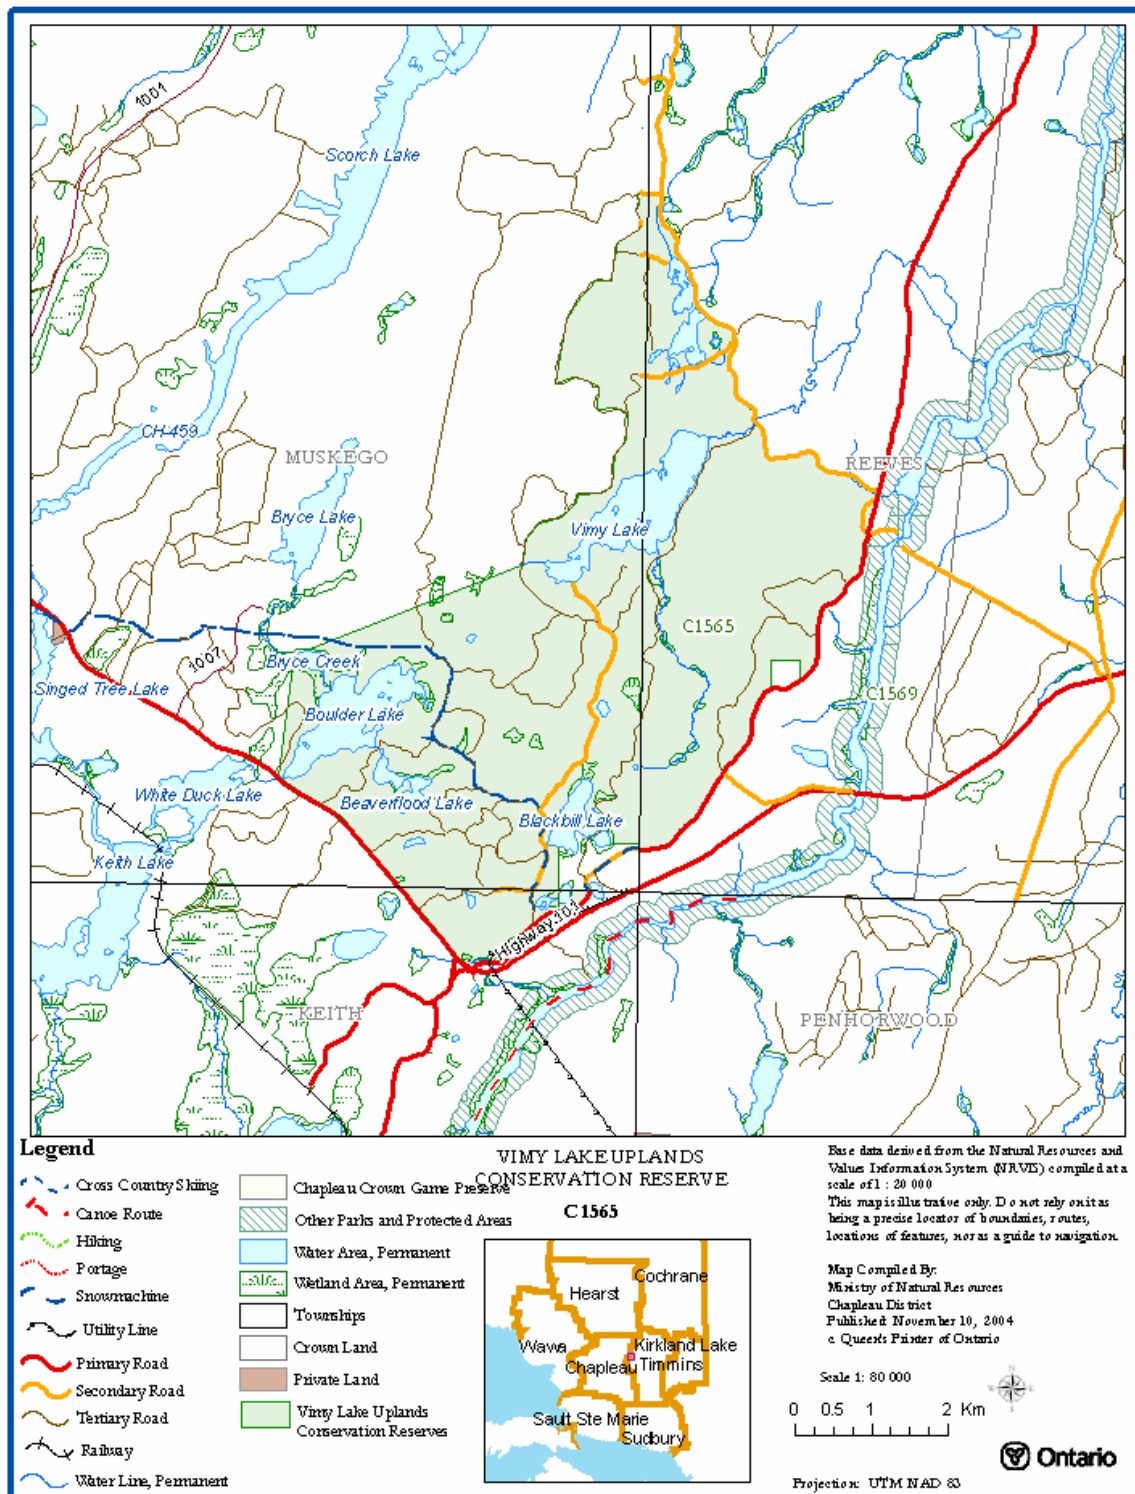 1001
Scorch Lake
CH-459
MUSKEGO
REEVES
Bryce Lake
Vimy Lake
C1565
1007
Bryce Creek
Singed Tree Lake
C1569
Boulder Lake
White Duck Lake
Beaverflood Lake
Blackbill Lake
Keith Lake
Highway 101
KEITH
PENHORWOOD
Legend
Cross Country Skiing
Canoe Route
Hiking
Portage
Snowmachine
Utility Line
Primary Road
Secondary Road
Tertiary Road
Railway
Water Line, Permanent
Chapleau Crown Game Preserve
Other Parks and Protected Areas
Water Area, Permanent
Wetland Area, Permanent
Townships
Crown Land
Private Land
Vimy Lake Uplands
Conservation Reserves
VIMY LAKE UPLANDS
CONSERVATION RESERVE
C1565
Cochrane
Hearst
Wawa
Kirkland Lake
Chapleau
Timmins
Sault Ste Marie
Sudbury
Base data derived from the Natural Resources and
Values Information System (NRVIS) compiled at a
scale of 1 : 20 000
This map is illustrative only. Do not rely on it as
being a precise locator of boundaries, routes,
locations of features, nor as a guide to navigation.
Map Compiled By:
Ministry of Natural Resources
Chapleau District
Published: November 10, 2004
c Queen's Printer of Ontario
Scale 1: 80 000
N
W
E
S
0 0.5 1 2 Km
Ontario
Projection: UTM NAD 83